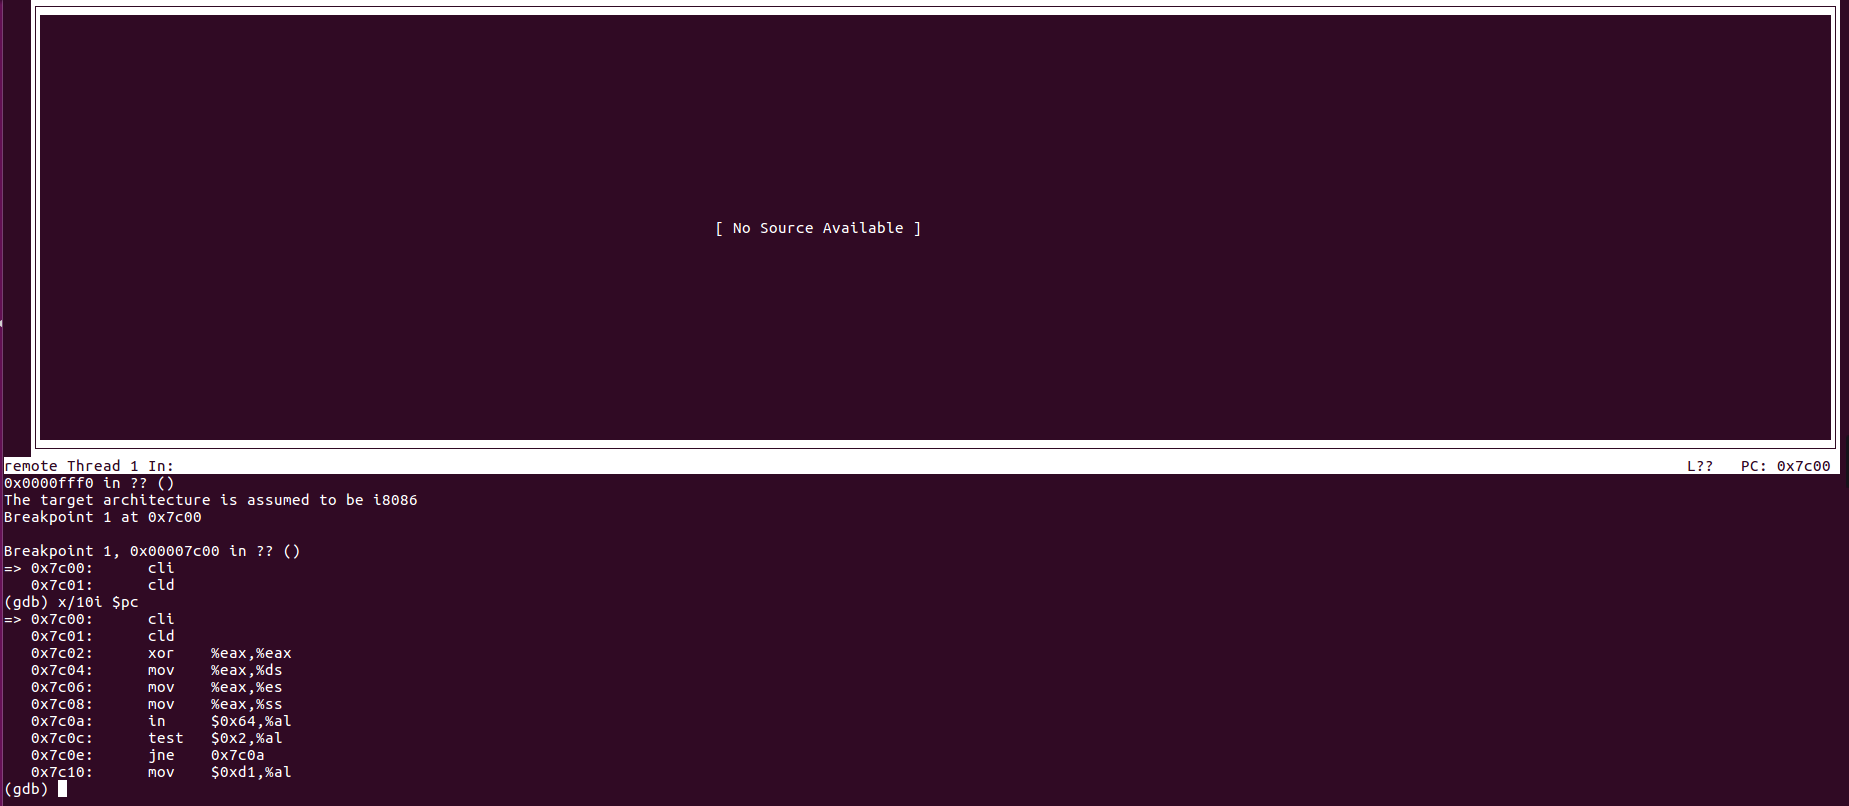 [ No Source Available ]
remote Thread 1 In: L?? PC: 0x7c00
0x0000fff0 in ?? ()
The target architecture is assumed to be i8086
Breakpoint 1 at 0x7c00
Breakpoint 1, 0x00007c00 in ?? ()
=> 0x7c00: cli
0x7c01: cld
(gdb) x/10i $pc
=> 0x7c00: cli
0x7c01: cld
0x7c02: xor %eax,%eax
0x7c04: mov %eax,%ds
0x7c06: mov %eax,%es
0x7c08: mov %eax,%ss
0x7c0a: in $0x64,%al
0x7c0c: test $0x2,%al
0x7c0e: jne 0x7c0a
0x7c10: mov $0xd1,%al
(gdb)